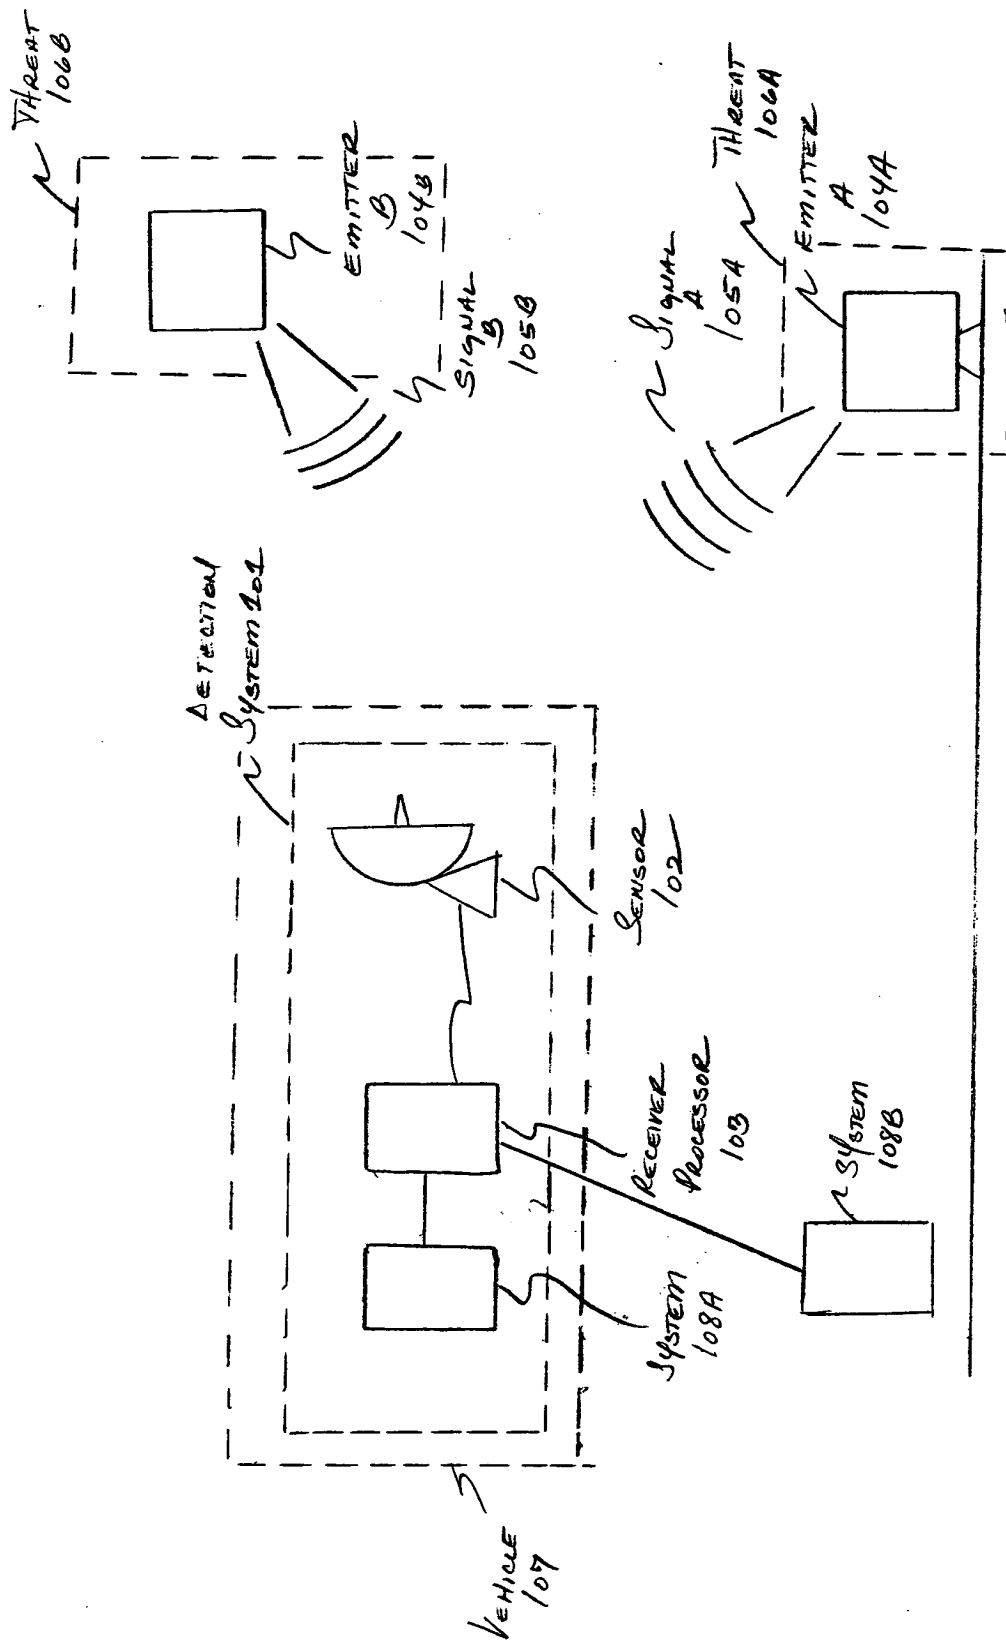 THREAT
106B
EMITTER
B
104B
SIGNAL
B
105B
DETECTION
SYSTEM 101
SIGNAL
A
105A
THREAT
106A
EMITTER
A
104A
SENSOR
102
RECEIVER
PROCESSOR
103
SYSTEM
108A
SYSTEM
108B
VEHICLE
107